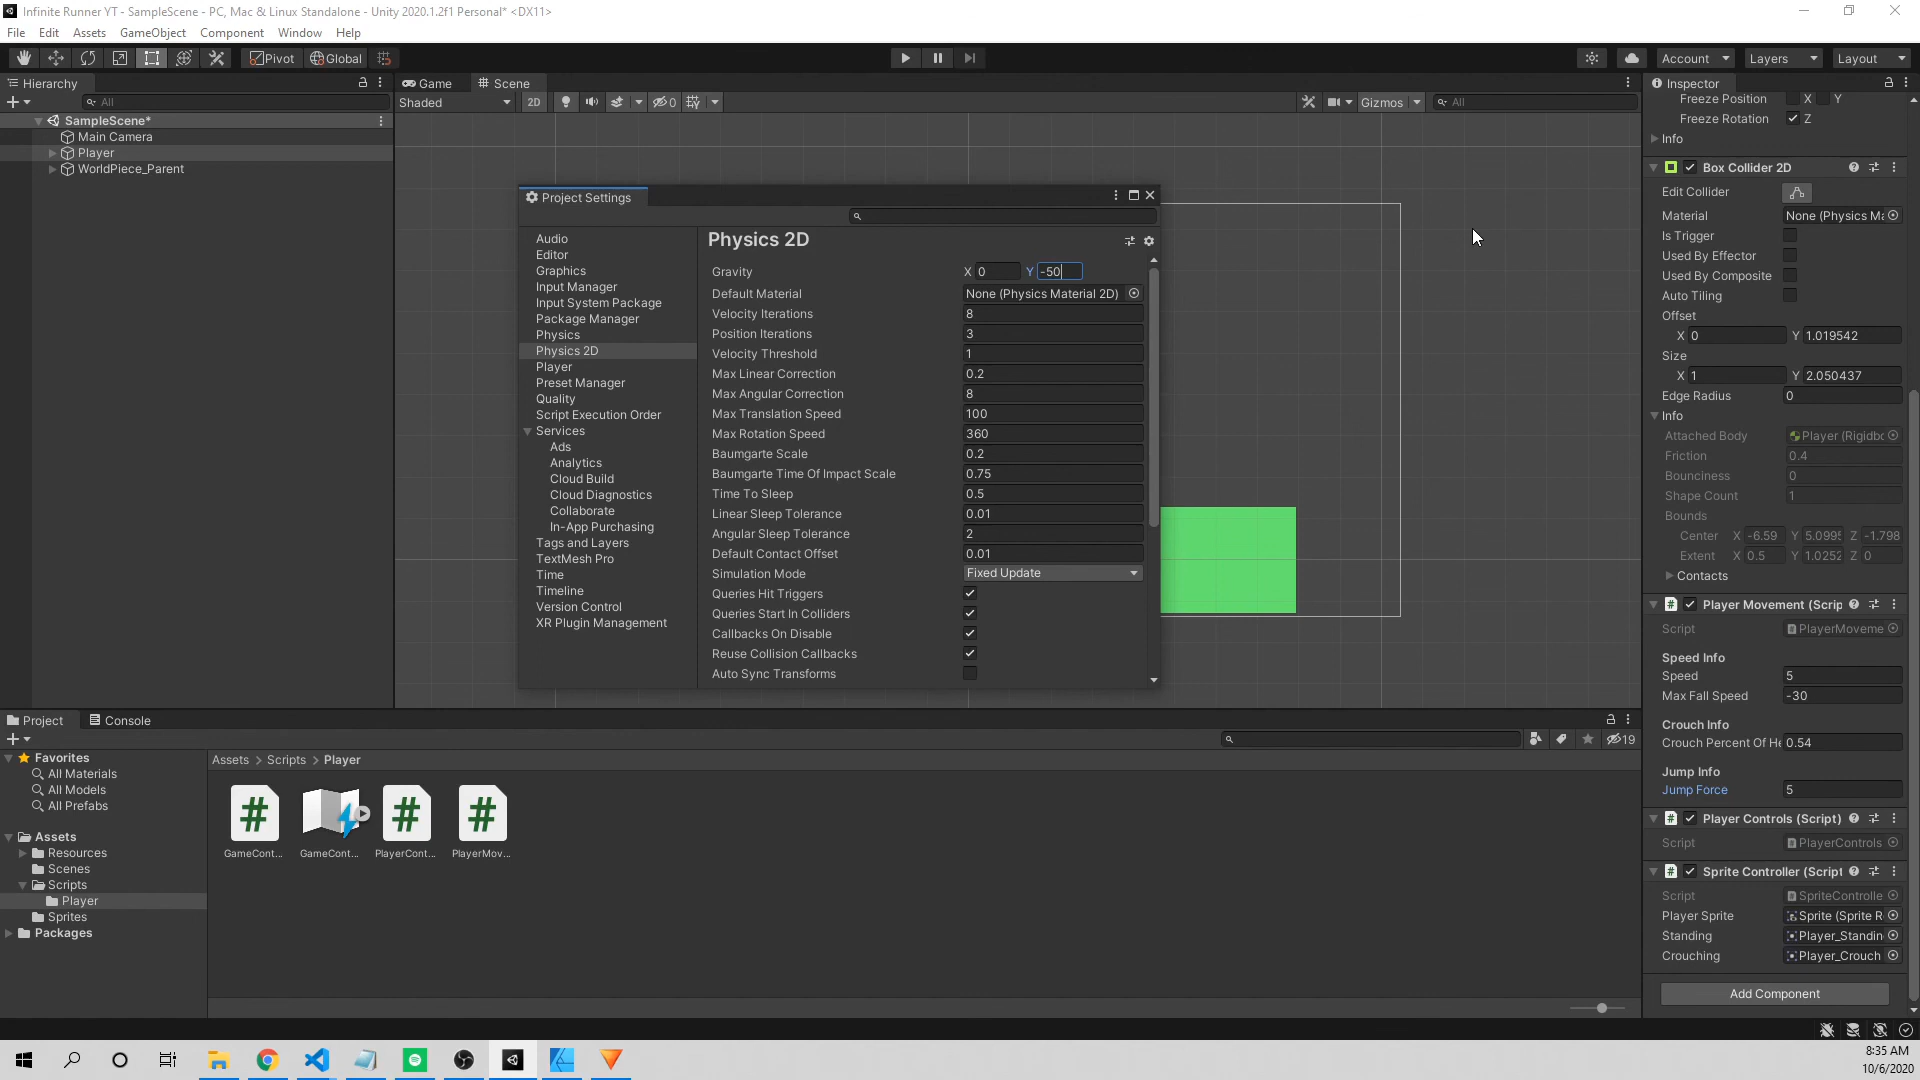 Infinite Runner YT - SampleScene - PC, Mac & Linux Standalone - Unity 2020.1.2f1 Personal* <DX11>
File Edit Assets GameObject Component Window Help
Pivot Global Account Layers Layout
Hierarchy
All
SampleScene*
Main Camera
Player
WorldPiece_Parent
Game Scene
Shaded 2D 0 Gizmos All
Project Settings
Audio
Editor
Graphics
Input Manager
Input System Package
Package Manager
Physics
Physics 2D
Player
Preset Manager
Quality
Script Execution Order
Services
Ads
Analytics
Cloud Build
Cloud Diagnostics
Collaborate
In-App Purchasing
Tags and Layers
TextMesh Pro
Time
Timeline
Version Control
XR Plugin Management
Physics 2D
Gravity X 0 Y -50
Default Material None (Physics Material 2D)
Velocity Iterations 8
Position Iterations 3
Velocity Threshold 1
Max Linear Correction 0.2
Max Angular Correction 8
Max Translation Speed 100
Max Rotation Speed 360
Baumgarte Scale 0.2
Baumgarte Time Of Impact Scale 0.75
Time To Sleep 0.5
Linear Sleep Tolerance 0.01
Angular Sleep Tolerance 2
Default Contact Offset 0.01
Simulation Mode Fixed Update
Queries Hit Triggers
Queries Start In Colliders
Callbacks On Disable
Reuse Collision Callbacks
Auto Sync Transforms
Inspector
Freeze Position X Y
Freeze Rotation Z
Info
Box Collider 2D
Edit Collider
Material None (Physics Ma
Is Trigger
Used By Effector
Used By Composite
Auto Tiling
Offset
X 0 Y 1.019542
Size
X 1 Y 2.050437
Edge Radius 0
Info
Attached Body Player (Rigidbo
Friction 0.4
Bounciness 0
Shape Count 1
Bounds
Center X -6.59 Y 5.0995 Z -1.798
Extent X 0.5 Y 1.0252 Z 0
Contacts
Player Movement (Scrip
Script PlayerMoveme
Speed Info
Speed 5
Max Fall Speed -30
Crouch Info
Crouch Percent Of He 0.54
Jump Info
Jump Force 5
Player Controls (Script)
Script PlayerControls
Sprite Controller (Script
Script SpriteControlle
Player Sprite Sprite (Sprite R
Standing Player_Standin
Crouching Player_Crouch
Add Component
Project Console
19
Favorites
All Materials
All Models
All Prefabs
Assets
Resources
Scenes
Scripts
Player
Sprites
Packages
Assets > Scripts > Player
GameCont... GameCont... PlayerCont... PlayerMov...
8:35 AM
10/6/2020